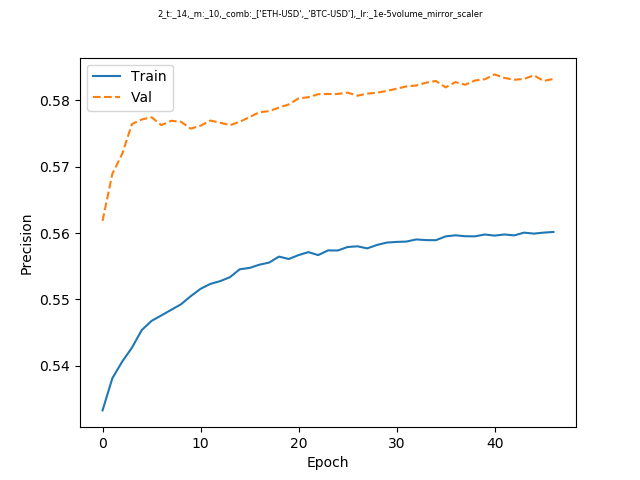 2_t:_14,_m:_10,_comb:_['ETH-USD',_'BTC-USD'],_lr:_1e-5volume_mirror_scaler
Train
Val
0.58
0.57
0.56
0.55
0.54
Precision
0 10 20 30 40
Epoch